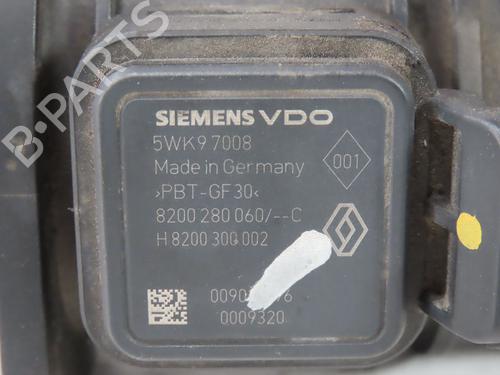 B-PARTS
SIEMENS VDO
5WK9 7008
Made in Germany
001
>PBT-GF30<
8200 280 060/--C
H 8200 300 002
0009320